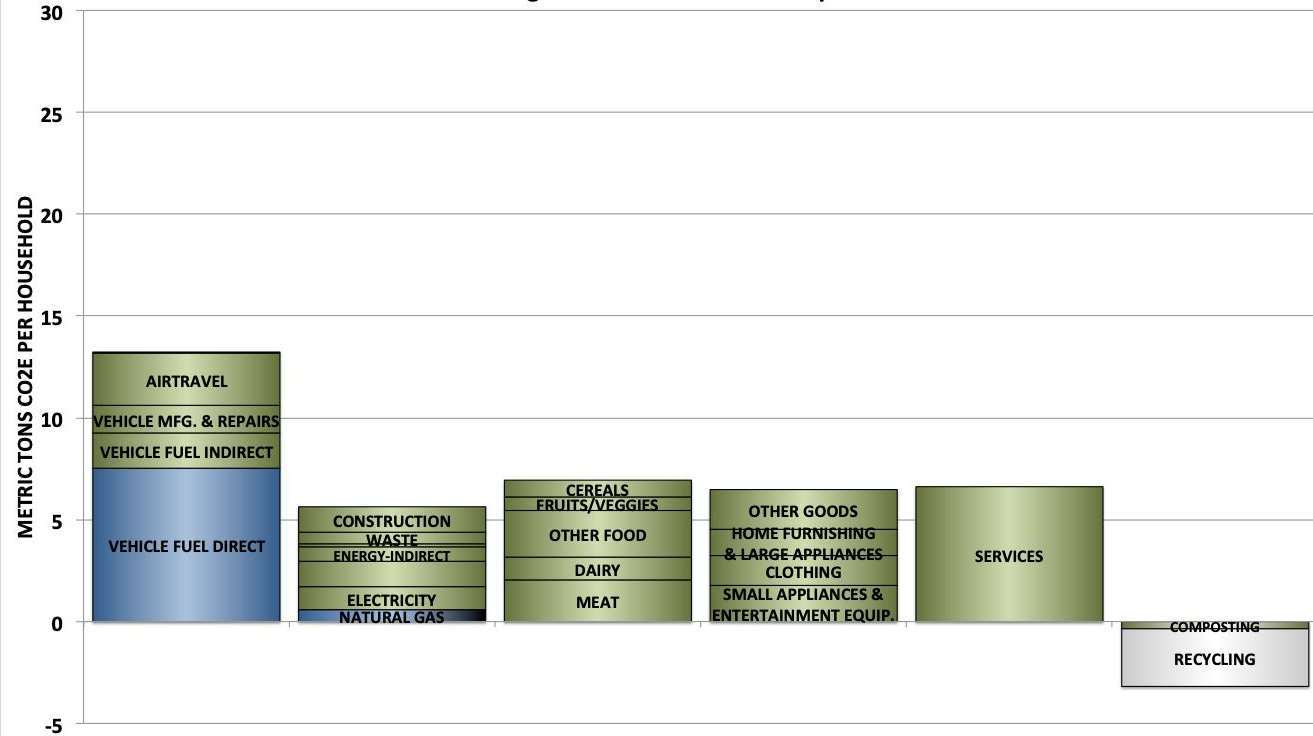 30
25
20
15
10
5
0
-5
METRIC TONS CO2E PER HOUSEHOLD
AIRTRAVEL
VEHICLE MFG. & REPAIRS
VEHICLE FUEL INDIRECT
VEHICLE FUEL DIRECT
CONSTRUCTION
WASTE
ENERGY-INDIRECT
ELECTRICITY
NATURAL GAS
CEREALS
FRUITS/VEGGIES
OTHER FOOD
DAIRY
MEAT
OTHER GOODS
HOME FURNISHING
& LARGE APPLIANCES
CLOTHING
SMALL APPLIANCES &
ENTERTAINMENT EQUIP.
SERVICES
COMPOSTING
RECYCLING